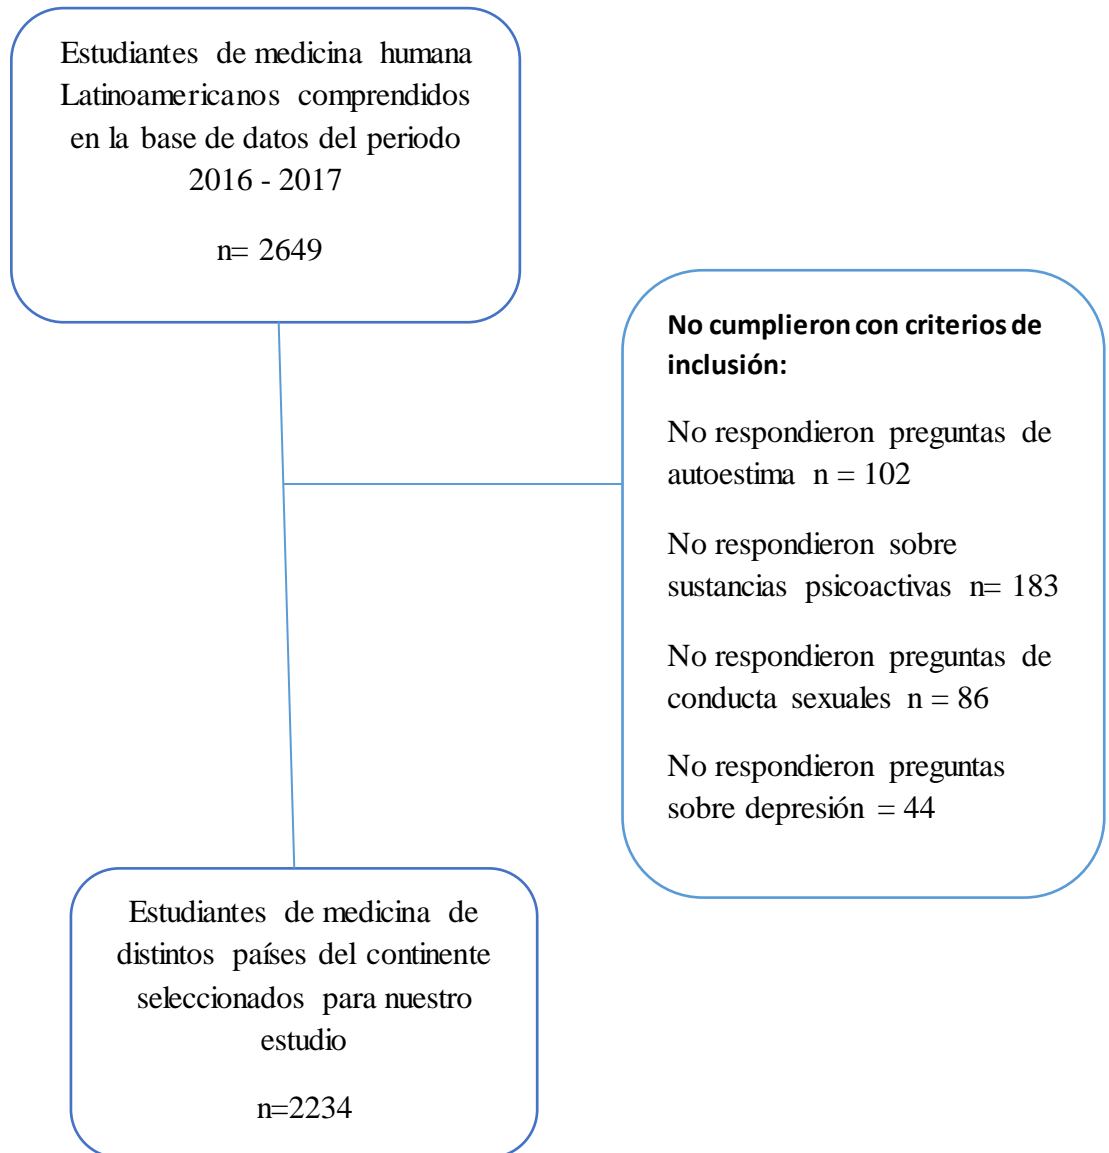 Estudiantes de medicina humana
Latinoamericanos comprendidos
en la base de datos del periodo
2016 - 2017
n= 2649
No cumplieron con criterios de
inclusión:
No respondieron preguntas de
autoestima n = 102
No respondieron sobre
sustancias psicoactivas n= 183
No respondieron preguntas de
conducta sexuales n = 86
No respondieron preguntas
sobre depresión = 44
Estudiantes de medicina de
distintos países del continente
seleccionados para nuestro
estudio
n=2234